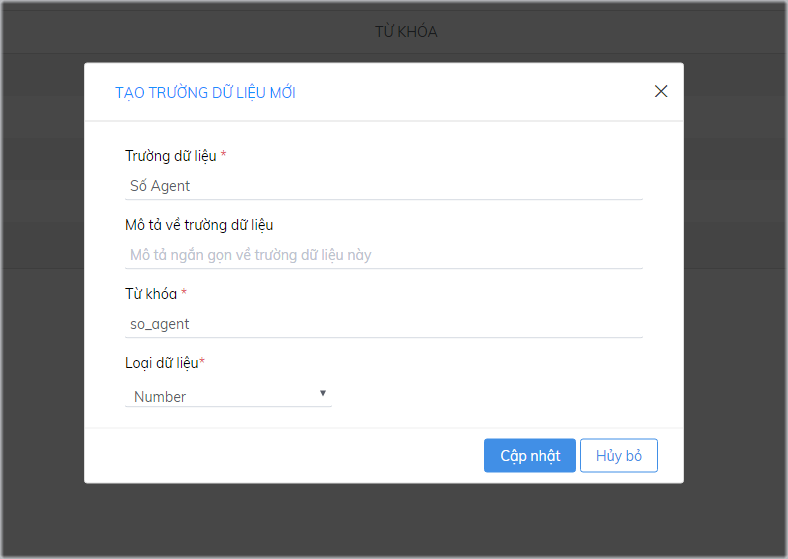 TỪ KHÓA
TẠO TRƯỜNG DỮ LIỆU MỚI
Trường dữ liệu *
Số Agent
Mô tả về trường dữ liệu
Mô tả ngắn gọn về trường dữ liệu này
Từ khóa *
so_agent
Loại dữ liệu*
Number
Cập nhật Hủy bỏ